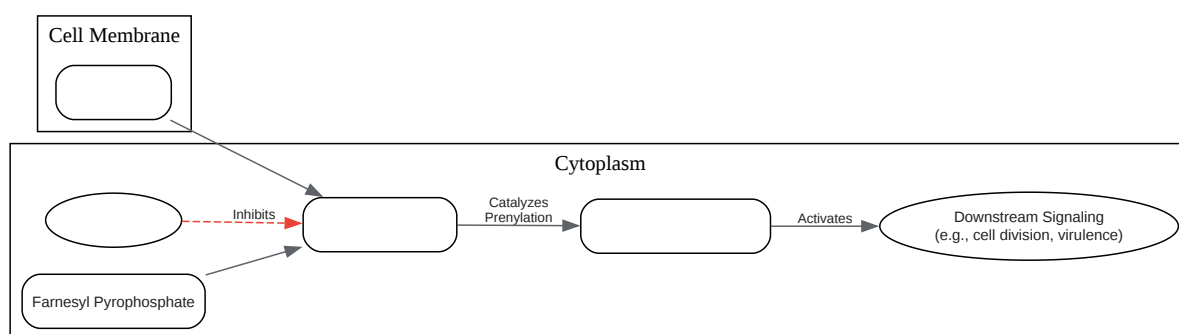 Cell Membrane
Cytoplasm
Inhibits
Catalyzes
Prenylation
Activates
Downstream Signaling
(e.g., cell division, virulence)
Farnesyl Pyrophosphate